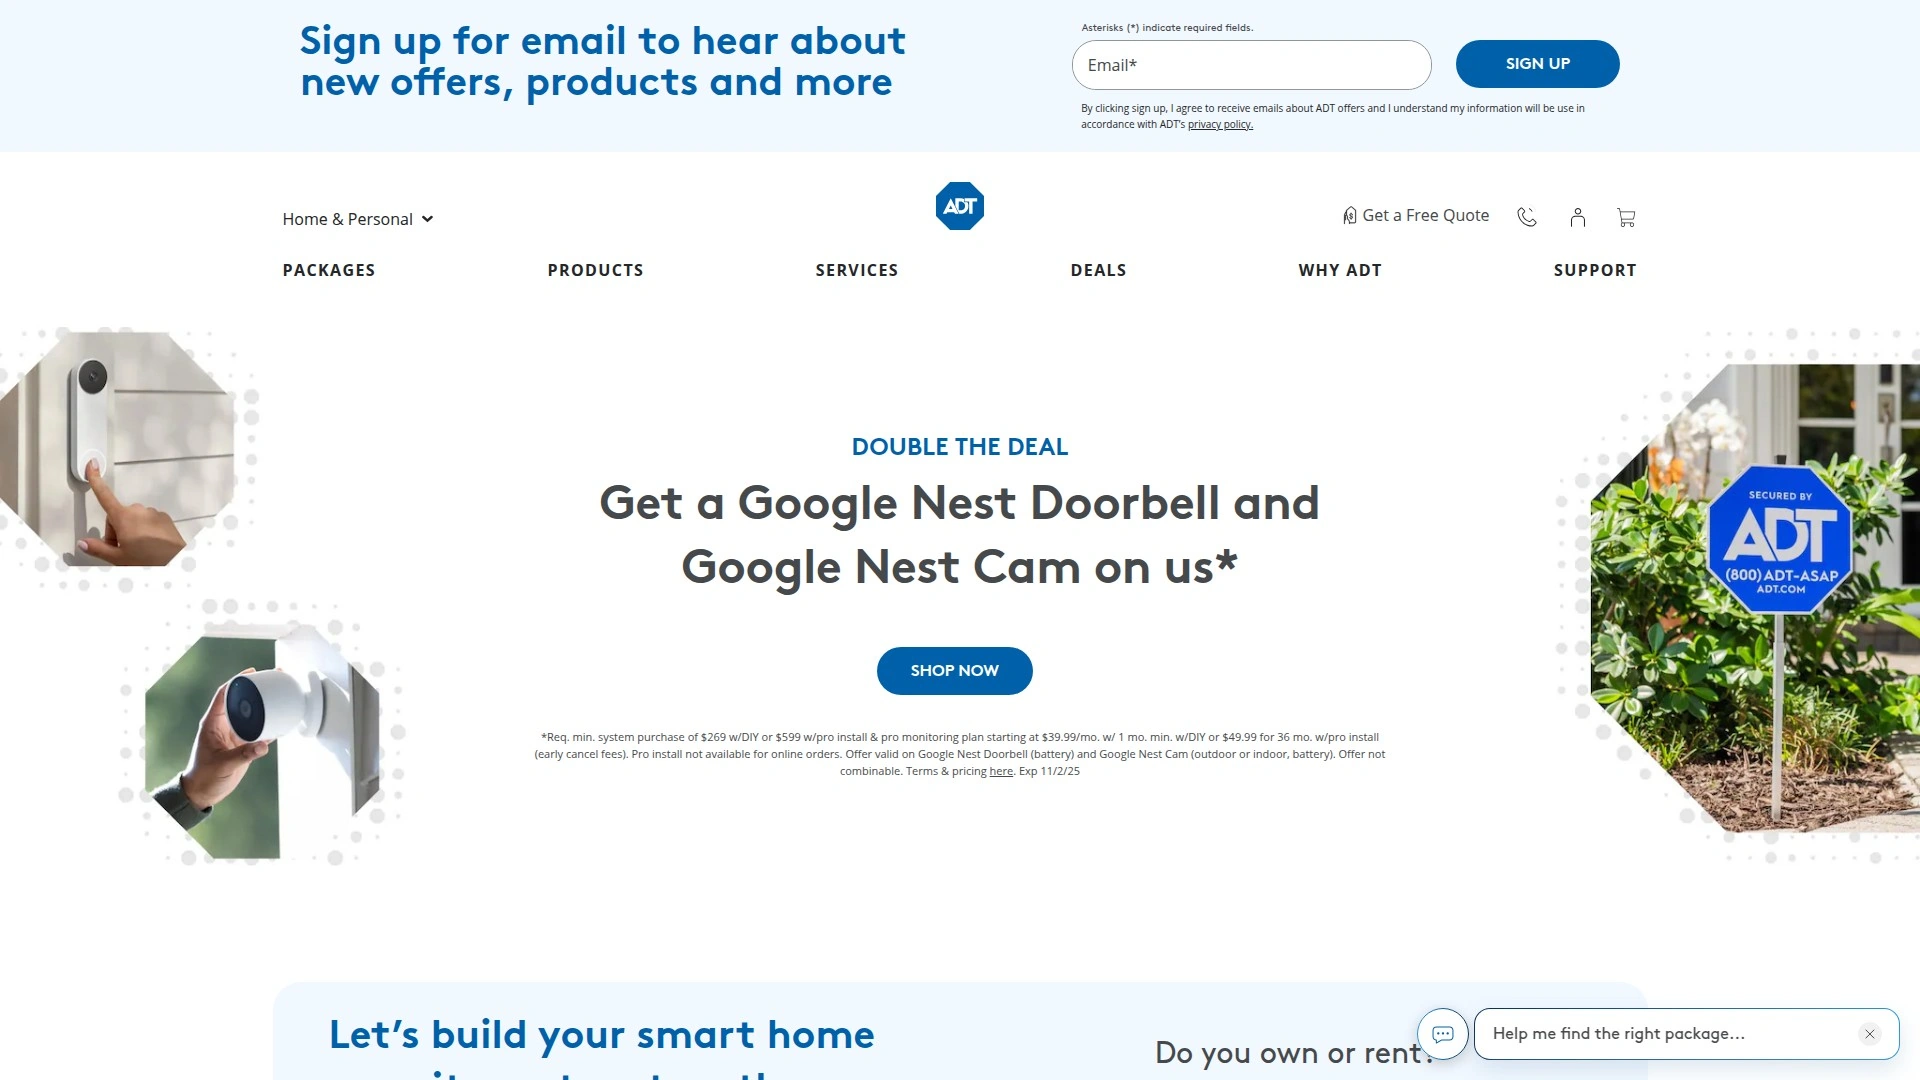 Sign up for email to hear about
new offers, products and more
Asterisks (*) indicate required fields.
Email*
SIGN UP
By clicking sign up, I agree to receive emails about ADT offers and I understand my information will be use in
accordance with ADT's privacy policy.
Home & Personal
ADT
Get a Free Quote
PACKAGES
PRODUCTS
SERVICES
DEALS
WHY ADT
SUPPORT
DOUBLE THE DEAL
Get a Google Nest Doorbell and
Google Nest Cam on us*
SHOP NOW
*Req. min. system purchase of $269 w/DIY or $599 w/pro install & pro monitoring plan starting at $39.99/mo. w/ 1 mo. min. w/DIY or $49.99 for 36 mo. w/pro install
(early cancel fees). Pro install not available for online orders. Offer valid on Google Nest Doorbell (battery) and Google Nest Cam (outdoor or indoor, battery). Offer not
combinable. Terms & pricing here. Exp 11/2/25
SECURED BY
ADT
(800) ADT-ASAP
ADT.COM
Let's build your smart home
Do you own or rent?
Help me find the right package...